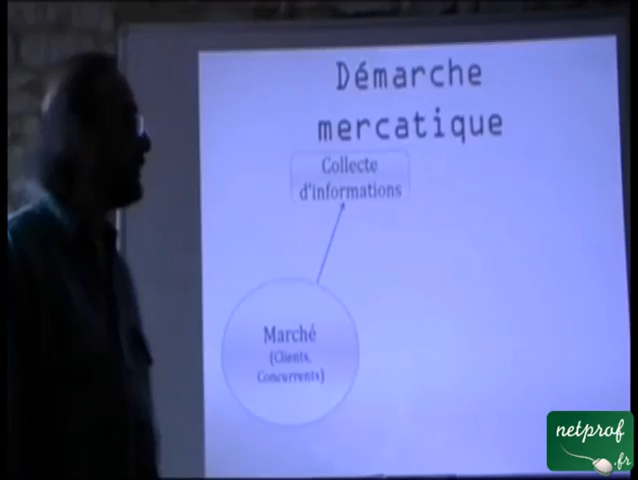 Démarche
mercatique
Collecte
d'informations
Marché
(Clients,
Concurrents)
netprof
.fr